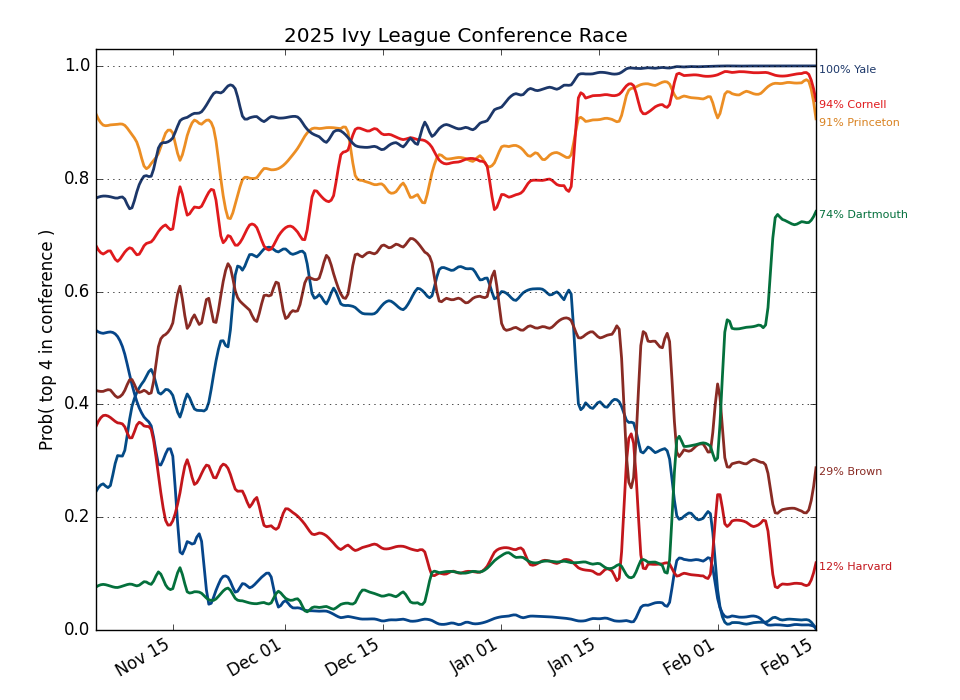 2025 Ivy League Conference Race
Prob( top 4 in conference )
1.0
0.8
0.6
0.4
0.2
0.0
100% Yale
94% Cornell
91% Princeton
74% Dartmouth
29% Brown
12% Harvard
Nov 15
Dec 01
Dec 15
Jan 01
Jan 15
Feb 01
Feb 15